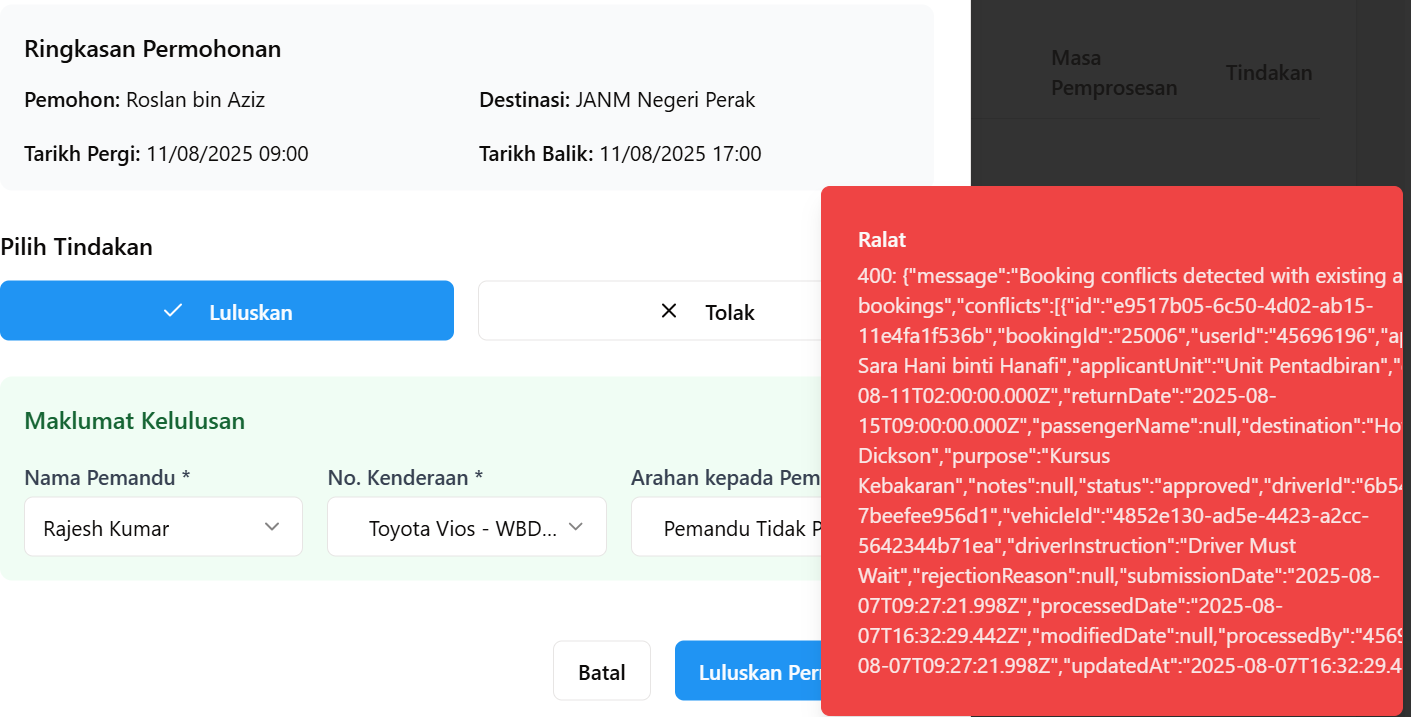 Ringkasan Permohonan
Pemohon: Roslan bin Aziz
Destinasi: JANM Negeri Perak
Tarikh Pergi: 11/08/2025 09:00
Tarikh Balik: 11/08/2025 17:00
Masa
Pemprosesan
Tindakan
Pilih Tindakan
Luluskan
Tolak
Maklumat Kelulusan
Nama Pemandu *
No. Kenderaan *
Arahan kepada Pem
Rajesh Kumar
Toyota Vios - WBD...
Pemandu Tidak P
Batal
Luluskan Per
Ralat
400: {"message":"Booking conflicts detected with existing a
bookings","conflicts":[{"id":"e9517b05-6c50-4d02-ab15-
11e4fa1f536b","bookingId":"25006","userId":"45696196","ap
Sara Hani binti Hanafi","applicantUnit":"Unit Pentadbiran","
08-11T02:00:00.000Z","returnDate":"2025-08-
15T09:00:00.000Z","passengerName":null,"destination":"Ho
Dickson","purpose":"Kursus
Kebakaran","notes":null,"status":"approved","driverId":"6b54
7beefee956d1","vehicleId":"4852e130-ad5e-4423-a2cc-
5642344b71ea","driverInstruction":"Driver Must
Wait","rejectionReason":null,"submissionDate":"2025-08-
07T09:27:21.998Z","processedDate":"2025-08-
07T16:32:29.442Z","modifiedDate":null,"processedBy":"4569
08-07T09:27:21.998Z","updatedAt":"2025-08-07T16:32:29.4